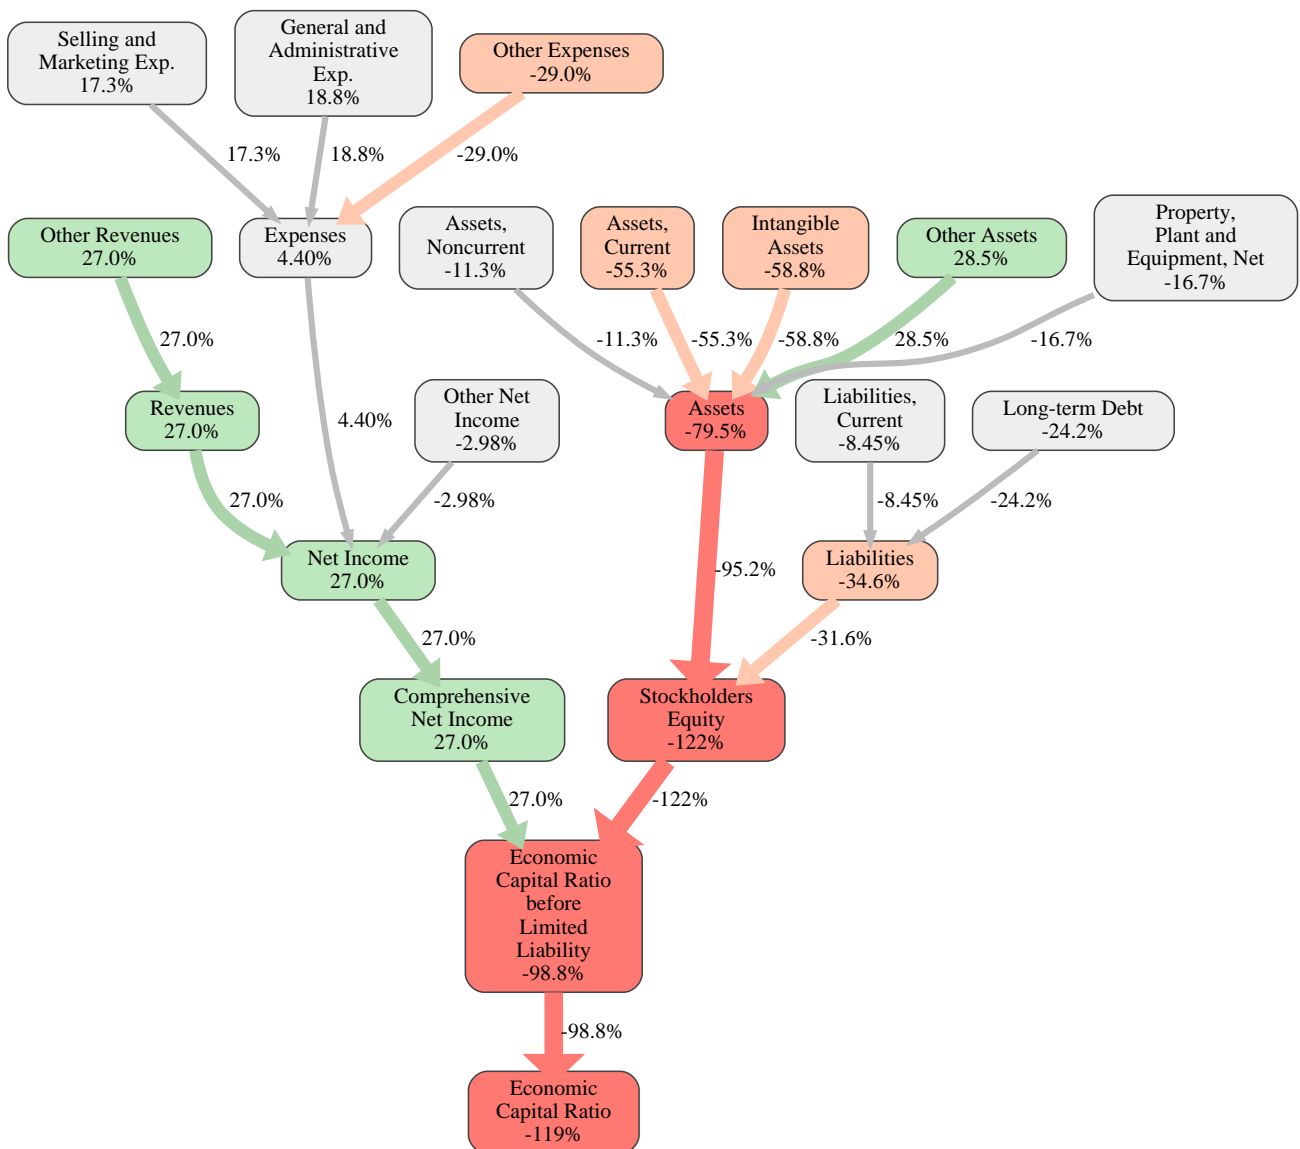 Selling and
Marketing Exp.
17.3%
General and
Administrative
Exp.
18.8%
Other Expenses
-29.0%
17.3%
18.8%
-29.0%
Other Revenues
27.0%
Expenses
4.40%
Assets,
Noncurrent
-11.3%
Assets,
Current
-55.3%
Intangible
Assets
-58.8%
Other Assets
28.5%
Property,
Plant and
Equipment, Net
-16.7%
27.0%
-11.3%
-55.3%
-58.8%
28.5%
-16.7%
Revenues
27.0%
4.40%
Other Net
Income
-2.98%
Assets
-79.5%
Liabilities,
Current
-8.45%
Long-term Debt
-24.2%
27.0%
-2.98%
-8.45%
-24.2%
Net Income
27.0%
-95.2%
Liabilities
-34.6%
27.0%
-31.6%
Comprehensive
Net Income
27.0%
Stockholders
Equity
-122%
27.0%
-122%
Economic
Capital Ratio
before
Limited
Liability
-98.8%
-98.8%
Economic
Capital Ratio
-119%